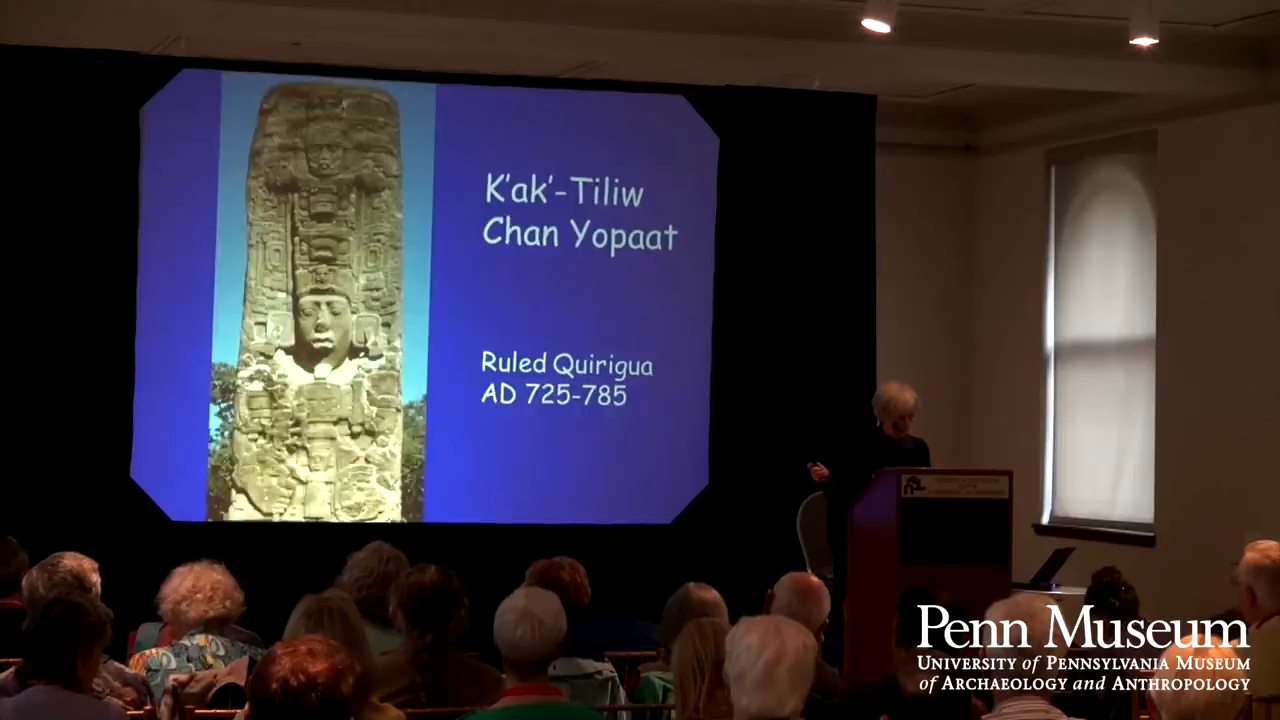 K'ak'-Tiliw
Chan Yopaat
Ruled Quirigua
AD 725-785
Penn Museum
University of Pennsylvania Museum
of Archaeology and Anthropology